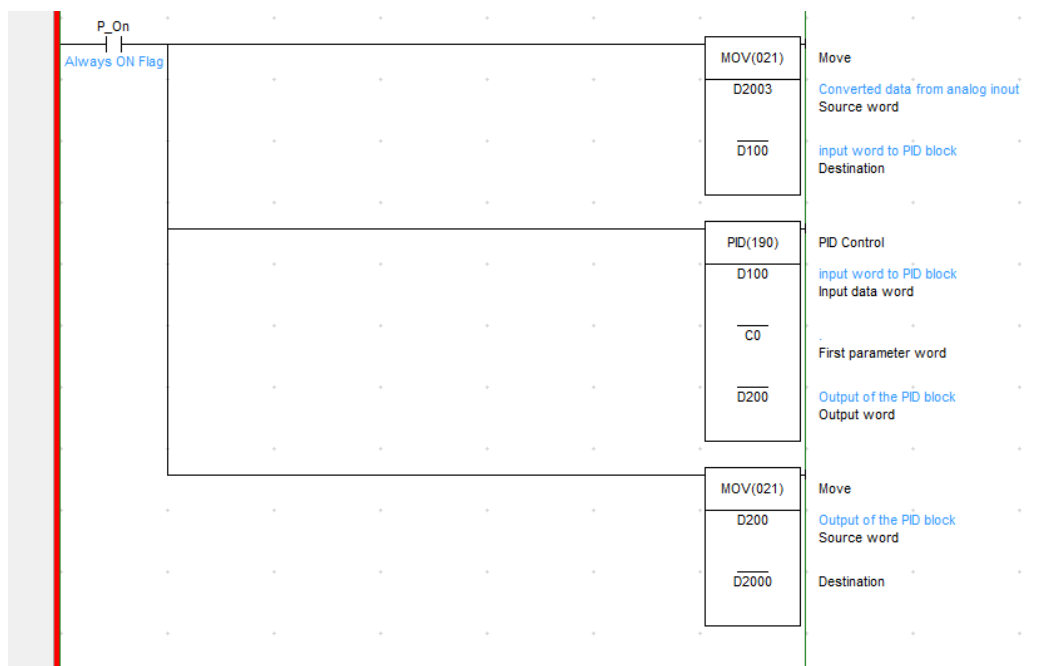 P_On
Always ON Flag
MOV(021)
Move
D2003
Converted data from analog inout
Source word
D100
input word to PID block
Destination
PID(190)
PID Control
D100
input word to PID block
Input data word
C0
.
First parameter word
D200
Output of the PID block
Output word
MOV(021)
Move
D200
Output of the PID block
Source word
D2000
Destination